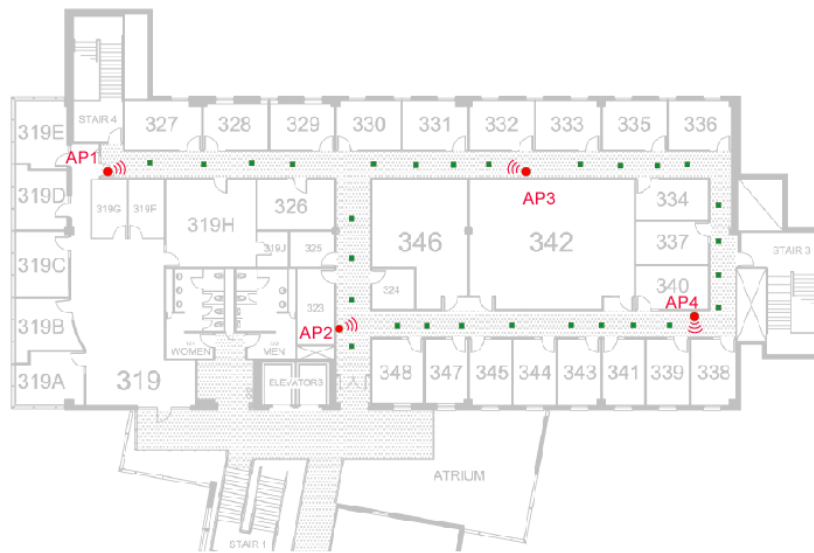 STAIR 4
319E
327
328
329
330
331
332
333
335
336
AP1
AP3
319D
319G
319F
319H
326
334
346
342
337
319J
325
STAIR 3
319C
340
324
323
AP4
319B
AP2
WOMEN
MEN
319A
319
ELEVATORS
348
347
345
344
343
341
339
338
ATRIUM
STAIR 1